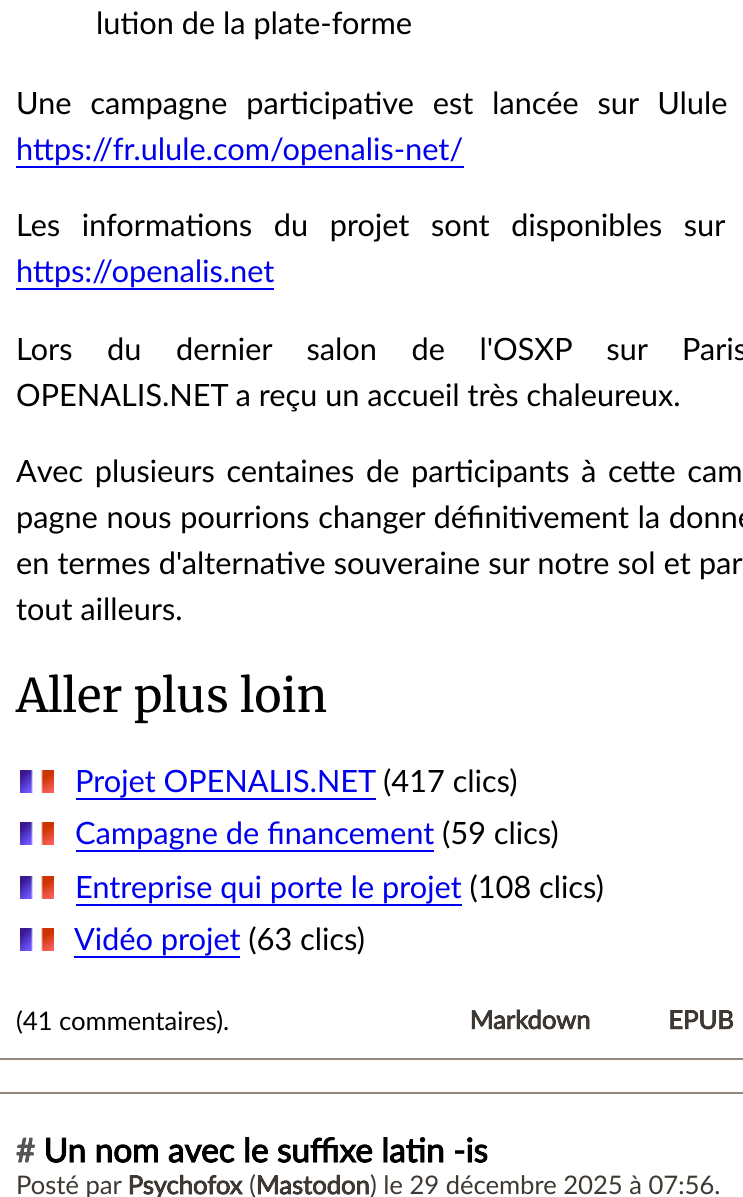 lution de la plate-forme
Une campagne participative est lancée sur Ulule
https://fr.ulule.com/openalis-net/
Les informations du projet sont disponibles sur
https://openalis.net
Lors du dernier salon de l'OSXP sur Paris
OPENALIS.NET a reçu un accueil très chaleureux.
Avec plusieurs centaines de participants à cette cam
pagne nous pourrions changer définitivement la donne
en termes d'alternative souveraine sur notre sol et par
tout ailleurs.
Aller plus loin
Projet OPENALIS.NET (417 clics)
Campagne de financement (59 clics)
Entreprise qui porte le projet (108 clics)
Vidéo projet (63 clics)
(41 commentaires). Markdown EPUB
# Un nom avec le suffixe latin -is
Posté par Psychofox (Mastodon) le 29 décembre 2025 à 07:56.